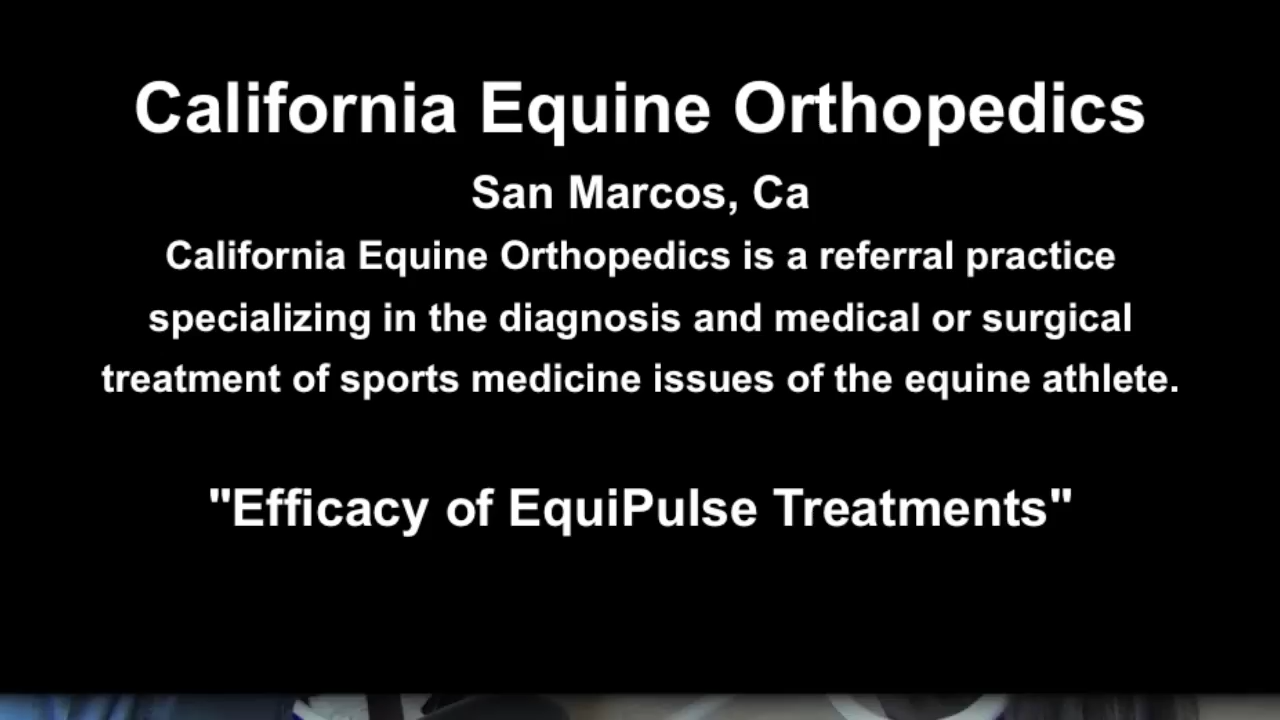 California Equine Orthopedics
San Marcos, Ca
California Equine Orthopedics is a referral practice
specializing in the diagnosis and medical or surgical
treatment of sports medicine issues of the equine athlete.
"Efficacy of EquiPulse Treatments"